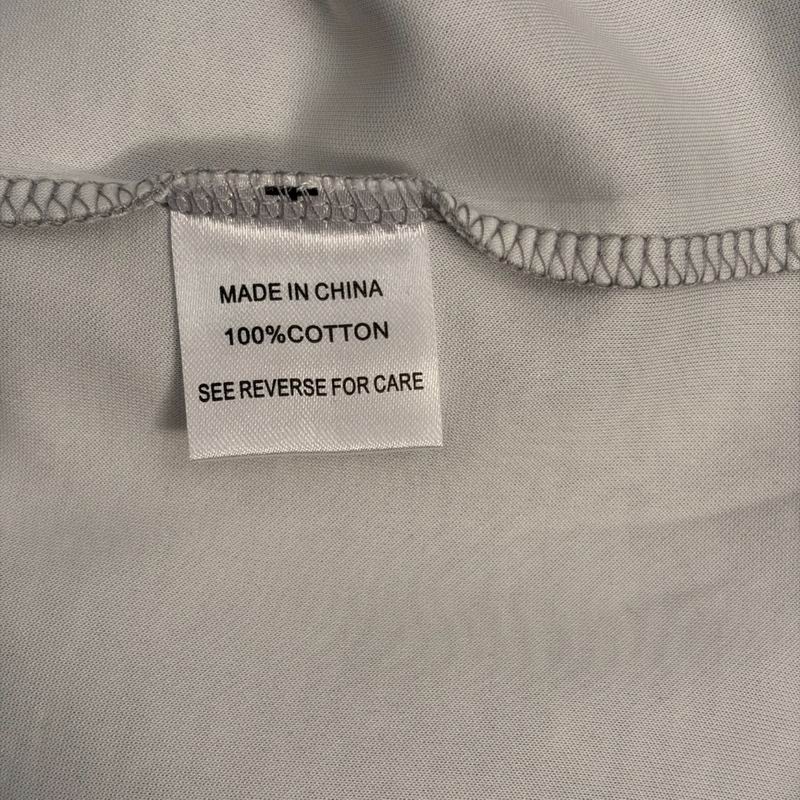 MADE IN CHINA
100%COTTON
SEE REVERSE FOR CARE